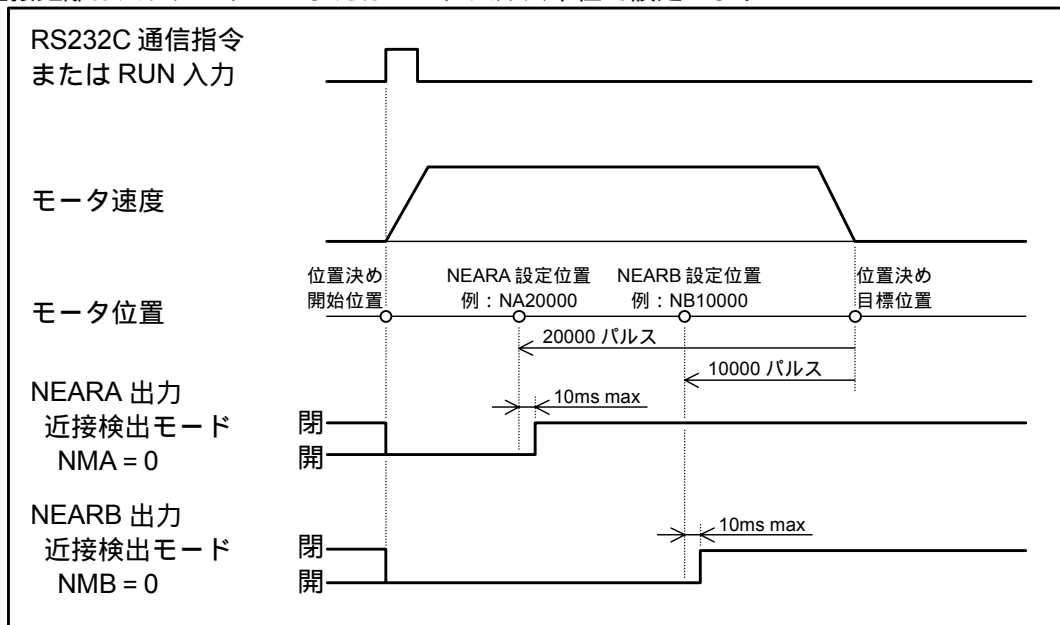 RS232C 通信指令
または RUN 入力
モータ速度
位置決め
開始位置
NEARA 設定位置
例：NA20000
NEARB 設定位置
例：NB10000
位置決め
目標位置
モータ位置
20000 パルス
10000 パルス
NEARA 出力
近接検出モード
NMA = 0
閉
開
10ms max
NEARB 出力
近接検出モード
NMB = 0
閉
開
10ms max